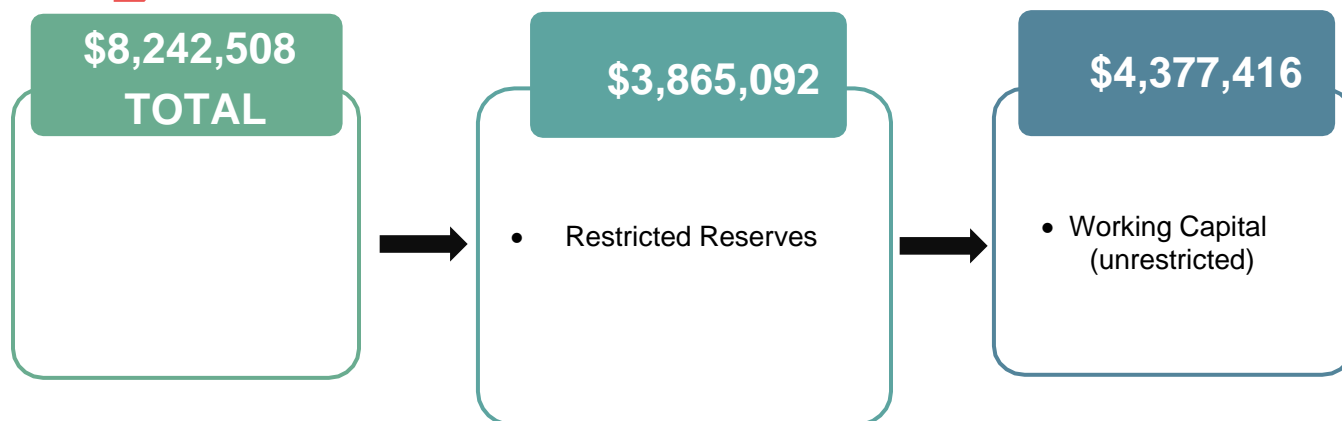 $8,242,508
TOTAL
$3,865,092
• Restricted Reserves
$4,377,416
• Working Capital
(unrestricted)